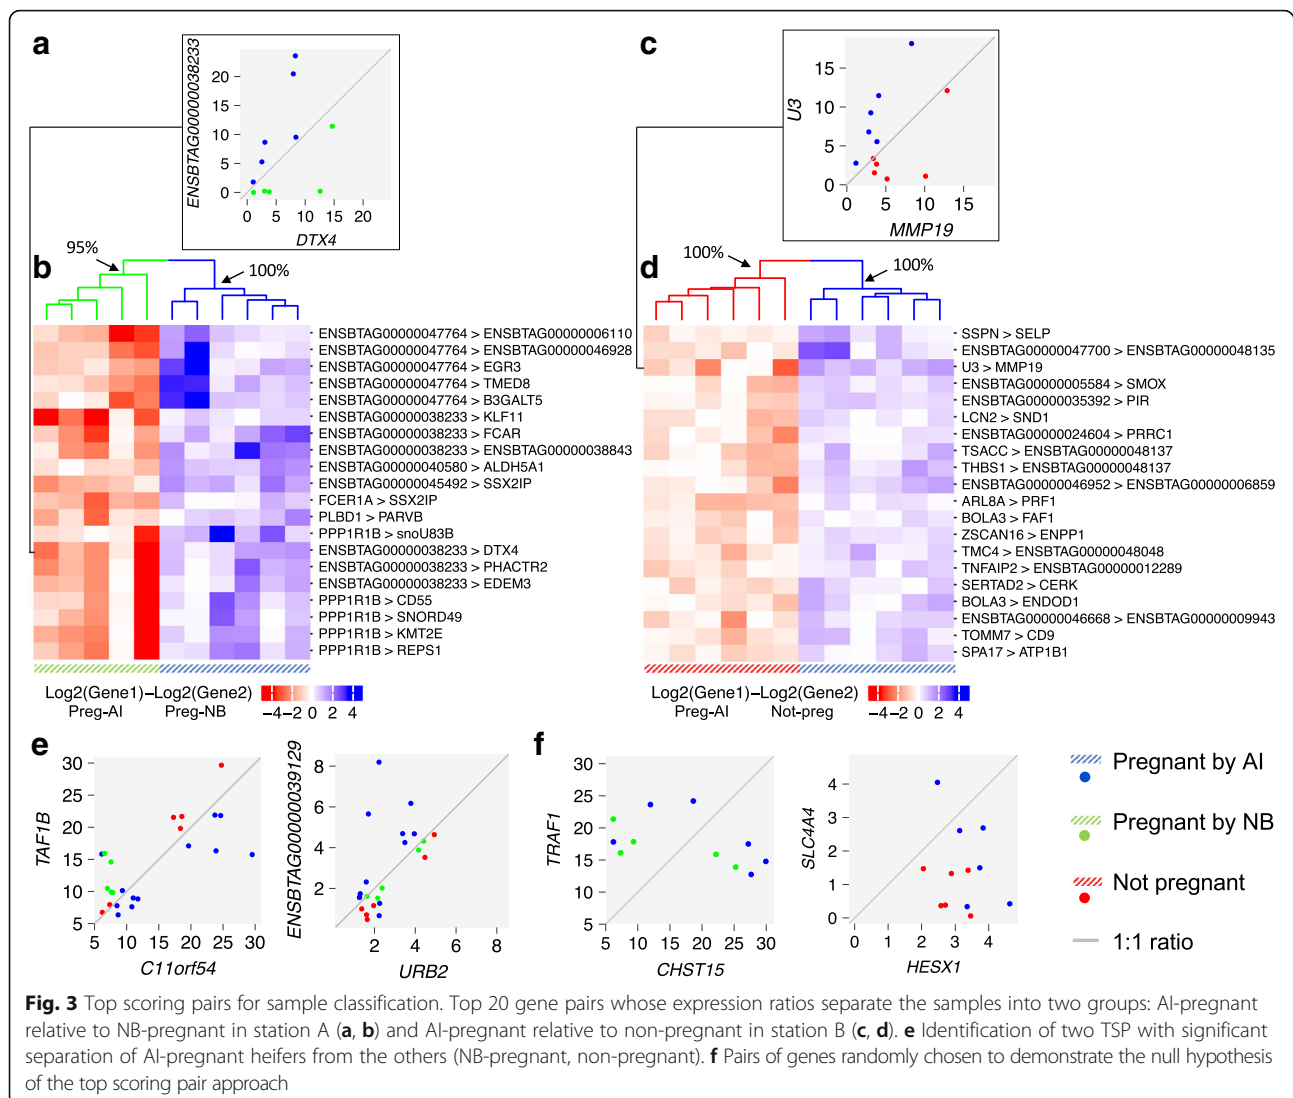 a
ENSBTAG00000038233
20
15
10
5
0
0 5 10 15 20
DTX4
c
U3
15
10
5
0
0 5 10 15
MMP19
b
95%
100%
ENSBTAG00000047764 > ENSBTAG00000006110
ENSBTAG00000047764 > ENSBTAG00000046928
ENSBTAG00000047764 > EGR3
ENSBTAG00000047764 > TMED8
ENSBTAG00000047764 > B3GALT5
ENSBTAG00000038233 > KLF11
ENSBTAG00000038233 > FCAR
ENSBTAG00000038233 > ENSBTAG00000038843
ENSBTAG00000040580 > ALDH5A1
ENSBTAG00000045492 > SSX2IP
FCER1A > SSX2IP
PLBD1 > PARVB
PPP1R1B > snoU83B
ENSBTAG00000038233 > DTX4
ENSBTAG00000038233 > PHACTR2
ENSBTAG00000038233 > EDEM3
PPP1R1B > CD55
PPP1R1B > SNORD49
PPP1R1B > KMT2E
PPP1R1B > REPS1
Log2(Gene1)–Log2(Gene2)
Preg-AI Preg-NB
−4 −2 0 2 4
d
100%
100%
SSPN > SELP
ENSBTAG00000047700 > ENSBTAG00000048135
U3 > MMP19
ENSBTAG00000005584 > SMOX
ENSBTAG00000035392 > PIR
LCN2 > SND1
ENSBTAG00000024604 > PRRC1
TSACC > ENSBTAG00000048137
THBS1 > ENSBTAG00000048137
ENSBTAG00000046952 > ENSBTAG00000006859
ARL8A > PRF1
BOLA3 > FAF1
ZSCAN16 > ENPP1
TMC4 > ENSBTAG00000048048
TNFAIP2 > ENSBTAG00000012289
SERTAD2 > CERK
BOLA3 > ENDOD1
ENSBTAG00000046668 > ENSBTAG00000009943
TOMM7 > CD9
SPA17 > ATP1B1
Log2(Gene1)–Log2(Gene2)
Preg-AI Not-preg
−4 −2 0 2 4
e
TAF1B
30
25
20
15
10
5
5 10 15 20 25 30
C11orf54
ENSBTAG00000039129
8
6
4
2
2 4 6 8
URB2
f
TRAF1
30
25
20
15
10
5
5 10 15 20 25 30
CHST15
SLC4A4
4
3
2
1
0
0 1 2 3 4
HESX1
Pregnant by AI
Pregnant by NB
Not pregnant
1:1 ratio
Fig. 3 Top scoring pairs for sample classification. Top 20 gene pairs whose expression ratios separate the samples into two groups: AI-pregnant
relative to NB-pregnant in station A (a, b) and AI-pregnant relative to non-pregnant in station B (c, d). e Identification of two TSP with significant
separation of AI-pregnant heifers from the others (NB-pregnant, non-pregnant). f Pairs of genes randomly chosen to demonstrate the null hypothesis
of the top scoring pair approach